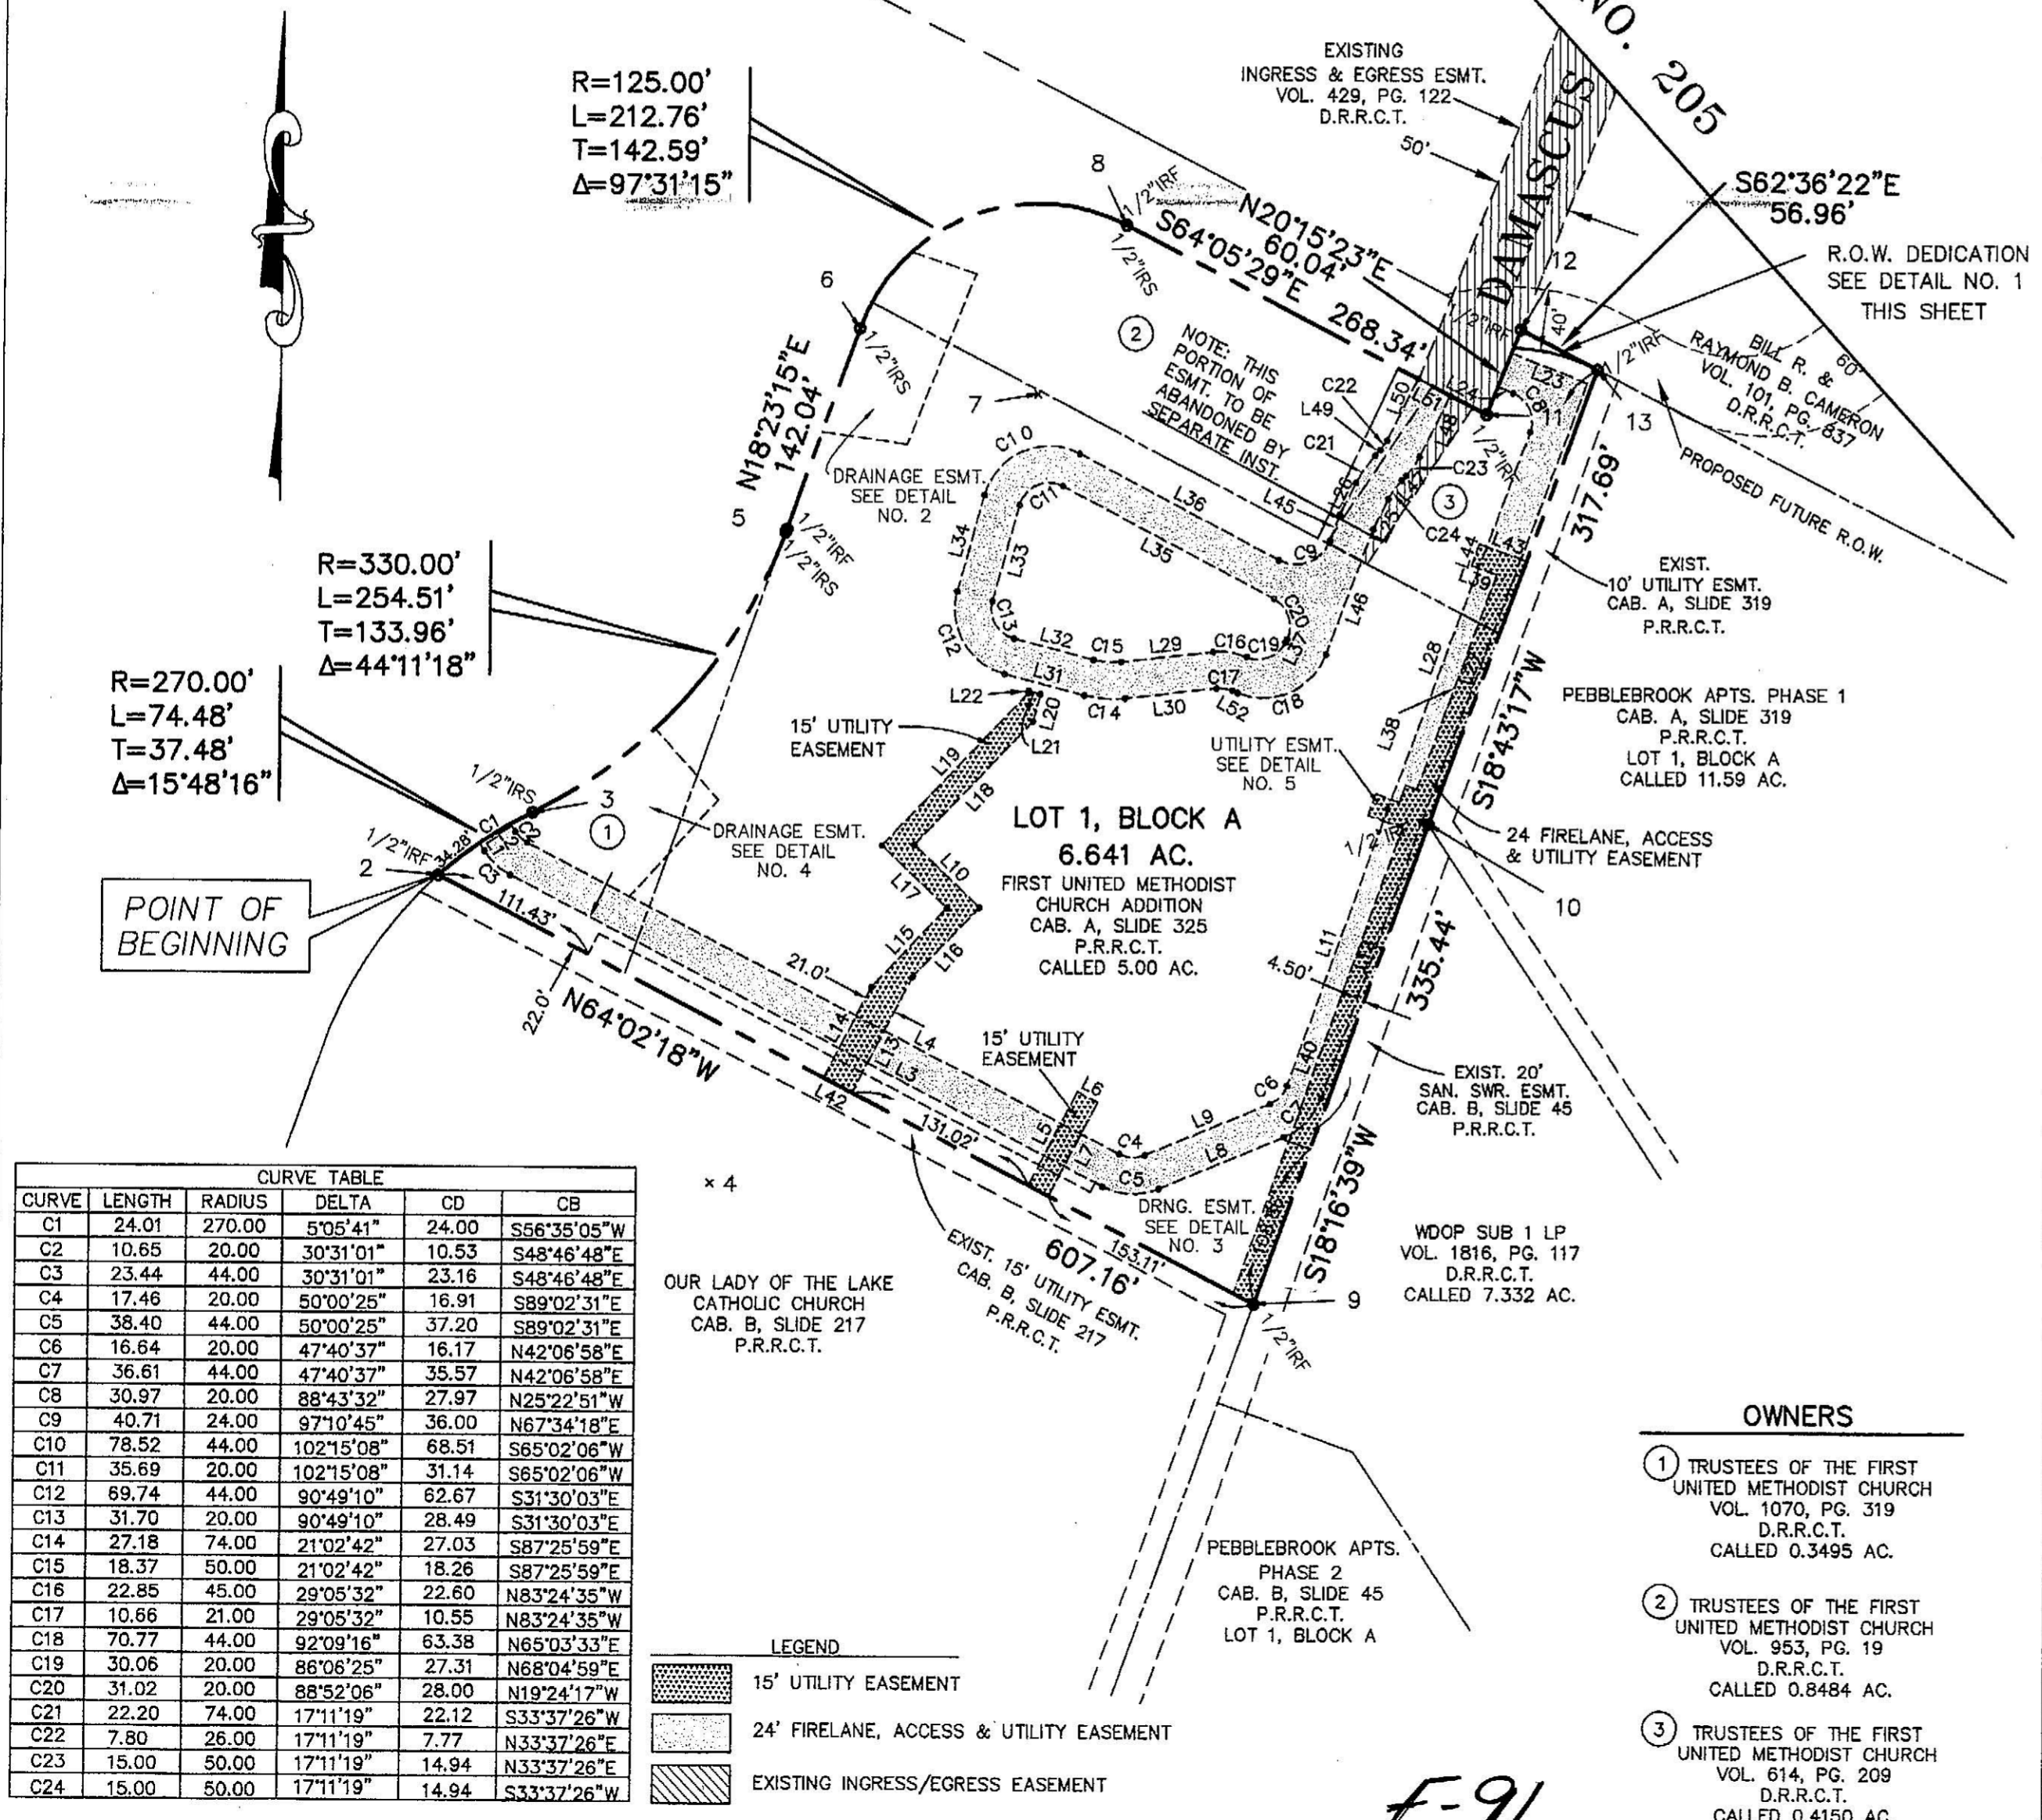 NO. 205
EXISTING
INGRESS & EGRESS ESMT.
VOL. 429, PG. 122
D.R.R.C.T.
50'
DAMASCUS
R=125.00'
L=212.76'
T=142.59'
Δ=97°31'15"
8
1/2"IRF
1/2"IRS
N20°15'23"E
60.04'
S64°05'29"E 268.34'
S62°36'22"E
56.96'
12
R.O.W. DEDICATION
SEE DETAIL NO. 1
THIS SHEET
1/2"IRF
40'
1/2"IRF
BILL R. &
RAYMOND B. CAMERON
VOL. 101, PG. 837
D.R.R.C.T.
60'
13
PROPOSED FUTURE R.O.W.
6
1/2"IRS
2
NOTE: THIS
PORTION OF
ESMT. TO BE
ABANDONED BY
SEPARATE INST.
7
C22
L49
C21
L50
L51
L24
L23
C8
11
1/2"IRF
L48
L26
L45
L25
L47
C23
C24
3
N18°23'15"E
142.04'
DRAINAGE ESMT.
SEE DETAIL
NO. 2
5
1/2"IRF
1/2"IRS
C10
C11
L36
L35
L34
L33
C9
C20
L46
C12
C13
L32
C15
L29
C16
C19
L37
L31
C14
L30
C17
L52
C18
L44
L43
L39
317.69'
EXIST.
10' UTILITY ESMT.
CAB. A, SLIDE 319
P.R.R.C.T.
R=330.00'
L=254.51'
T=133.96'
Δ=44°11'18"
R=270.00'
L=74.48'
T=37.48'
Δ=15°48'16"
L22
L20
L21
15' UTILITY
EASEMENT
L19
L18
UTILITY ESMT.
SEE DETAIL
NO. 5
L28
L27
L38
S18°43'17"W
PEBBLEBROOK APTS. PHASE 1
CAB. A, SLIDE 319
P.R.R.C.T.
LOT 1, BLOCK A
CALLED 11.59 AC.
24 FIRELANE, ACCESS
& UTILITY EASEMENT
10
1/2"IRS
3
1
C1
C2
C3
34.28'
1/2"IRF
2
POINT OF
BEGINNING
111.43'
DRAINAGE ESMT.
SEE DETAIL
NO. 4
LOT 1, BLOCK A
6.641 AC.
FIRST UNITED METHODIST
CHURCH ADDITION
CAB. A, SLIDE 325
P.R.R.C.T.
CALLED 5.00 AC.
L10
L17
L15
L16
21.0'
22.0'
N64°02'18"W
L14
L13
L4
L3
L42
15' UTILITY
EASEMENT
L6
L5
L7
131.02'
C4
C5
L9
L8
C6
C7
L40
L11
4.50'
335.44'
EXIST. 20'
SAN. SWR. ESMT.
CAB. B, SLIDE 45
P.R.R.C.T.
S18°16'39"W
DRNG. ESMT.
SEE DETAIL
NO. 3
153.11'
607.16'
EXIST. 15' UTILITY ESMT.
CAB. B, SLIDE 217
P.R.R.C.T.
9
1/2"IRF
WDOP SUB 1 LP
VOL. 1816, PG. 117
D.R.R.C.T.
CALLED 7.332 AC.
× 4
OUR LADY OF THE LAKE
CATHOLIC CHURCH
CAB. B, SLIDE 217
P.R.R.C.T.
CURVE TABLE
CURVE LENGTH RADIUS DELTA CD CB
C1 24.01 270.00 5°05'41" 24.00 S56°35'05"W
C2 10.65 20.00 30°31'01" 10.53 S48°46'48"E
C3 23.44 44.00 30°31'01" 23.16 S48°46'48"E
C4 17.46 20.00 50°00'25" 16.91 S89°02'31"E
C5 38.40 44.00 50°00'25" 37.20 S89°02'31"E
C6 16.64 20.00 47°40'37" 16.17 N42°06'58"E
C7 36.61 44.00 47°40'37" 35.57 N42°06'58"E
C8 30.97 20.00 88°43'32" 27.97 N25°22'51"W
C9 40.71 24.00 97°10'45" 36.00 N67°34'18"E
C10 78.52 44.00 102°15'08" 68.51 S65°02'06"W
C11 35.69 20.00 102°15'08" 31.14 S65°02'06"W
C12 69.74 44.00 90°49'10" 62.67 S31°30'03"E
C13 31.70 20.00 90°49'10" 28.49 S31°30'03"E
C14 27.18 74.00 21°02'42" 27.03 S87°25'59"E
C15 18.37 50.00 21°02'42" 18.26 S87°25'59"E
C16 22.85 45.00 29°05'32" 22.60 N83°24'35"W
C17 10.66 21.00 29°05'32" 10.55 N83°24'35"W
C18 70.77 44.00 92°09'16" 63.38 N65°03'33"E
C19 30.06 20.00 86°06'25" 27.31 N68°04'59"E
C20 31.02 20.00 88°52'06" 28.00 N19°24'17"W
C21 22.20 74.00 17°11'19" 22.12 S33°37'26"W
C22 7.80 26.00 17°11'19" 7.77 N33°37'26"E
C23 15.00 50.00 17°11'19" 14.94 N33°37'26"E
C24 15.00 50.00 17°11'19" 14.94 S33°37'26"W
LEGEND
15' UTILITY EASEMENT
24' FIRELANE, ACCESS & UTILITY EASEMENT
EXISTING INGRESS/EGRESS EASEMENT
PEBBLEBROOK APTS.
PHASE 2
CAB. B, SLIDE 45
P.R.R.C.T.
LOT 1, BLOCK A
OWNERS
1 TRUSTEES OF THE FIRST
UNITED METHODIST CHURCH
VOL. 1070, PG. 319
D.R.R.C.T.
CALLED 0.3495 AC.
2 TRUSTEES OF THE FIRST
UNITED METHODIST CHURCH
VOL. 953, PG. 19
D.R.R.C.T.
CALLED 0.8484 AC.
3 TRUSTEES OF THE FIRST
UNITED METHODIST CHURCH
VOL. 614, PG. 209
D.R.R.C.T.
CALLED 0.4150 AC.
F-91